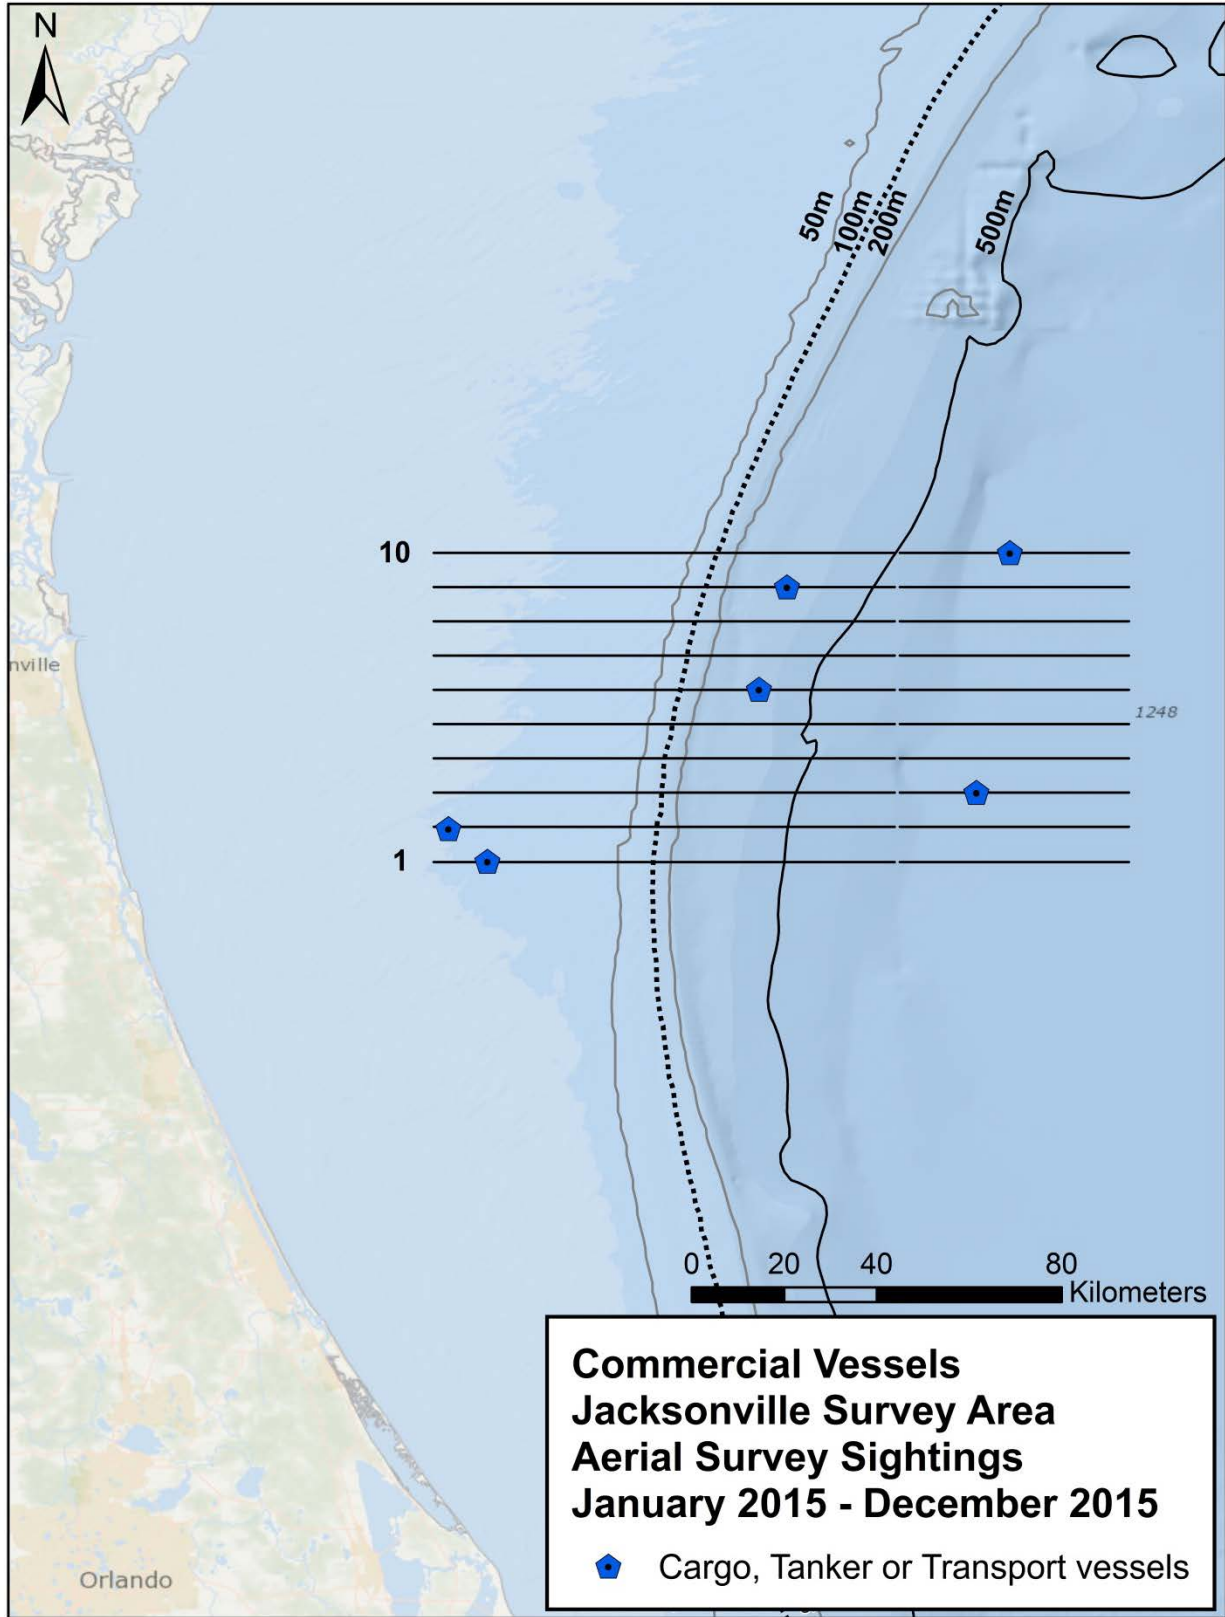 N
50m
100m
200m
500m
10
nville
1248
1
0 20 40 80
Kilometers
Commercial Vessels
Jacksonville Survey Area
Aerial Survey Sightings
January 2015 - December 2015
Cargo, Tanker or Transport vessels
Orlando